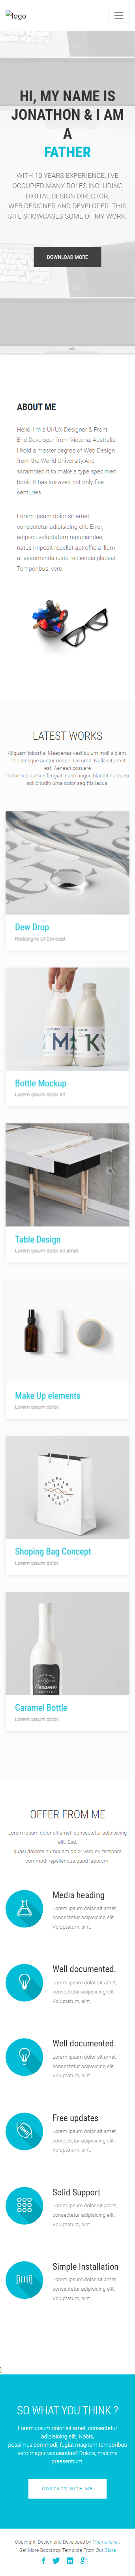 logo
HI, MY NAME IS
JONATHON & I AM
A
FATHER
WITH 10 YEARS EXPERIENCE, I'VE
OCCUPIED MANY ROLES INCLUDING
DIGITAL DESIGN DIRECTOR,
WEB DESIGNER AND DEVELOPER. THIS
SITE SHOWCASES SOME OF MY WORK.
DOWNLOAD MORE
ABOUT ME
Hello, I'm a UI/UX Designer & Front
End Developer from Victoria, Australia.
I hold a master degree of Web Design
from the World University.And
scrambled it to make a type specimen
book. It has survived not only five
centuries
Lorem ipsum dolor sit amet,
consectetur adipisicing elit. Error,
adipisci voluptatum repudiandae,
natus impedit repellat aut officia illum
at assumenda iusto reiciendis placeat.
Temporibus, vero.
LATEST WORKS
Aliquam lobortis. Maecenas vestibulum mollis diam.
Pellentesque auctor neque nec urna. Nulla sit amet
est. Aenean posuere
tortor sed cursus feugiat, nunc augue blandit nunc, eu
sollicitudin urna dolor sagittis lacus.
Dew Drop
Redesigne UI Concept
M K
Bottle Mockup
Lorem ipsum dolor sit.
Table Design
Lorem ipsum dolor sit amet.
Make Up elements
Lorem ipsum dolor.
Shoping Bag Concept
Lorem ipsum dolor.
Ceramic
Caramel Bottle
Lorem ipsum dolor.
OFFER FROM ME
Lorem ipsum dolor sit amet, consectetur adipisicing
elit. Sed,
quasi dolores numquam dolor vero ex, tempora
commodi repellendus quod laborum.
Media heading
Lorem ipsum dolor sit amet,
consectetur adipisicing elit.
Voluptatum, sint.
Well documented.
Lorem ipsum dolor sit amet,
consectetur adipisicing elit.
Voluptatum, sint.
Well documented.
Lorem ipsum dolor sit amet,
consectetur adipisicing elit.
Voluptatum, sint.
Free updates
Lorem ipsum dolor sit amet,
consectetur adipisicing elit.
Voluptatum, sint.
Solid Support
Lorem ipsum dolor sit amet,
consectetur adipisicing elit.
Voluptatum, sint.
Simple Installation
Lorem ipsum dolor sit amet,
consectetur adipisicing elit.
Voluptatum, sint.
}
SO WHAT YOU THINK ?
Lorem ipsum dolor sit amet, consectetur
adipisicing elit. Nobis,
possimus commodi, fugiat magnam temporibus
vero magni recusandae? Dolore, maxime
praesentium.
CONTACT WITH ME
Copyright: Design and Developed by Themefisher.
Get More Bootstrap Template From Our Store